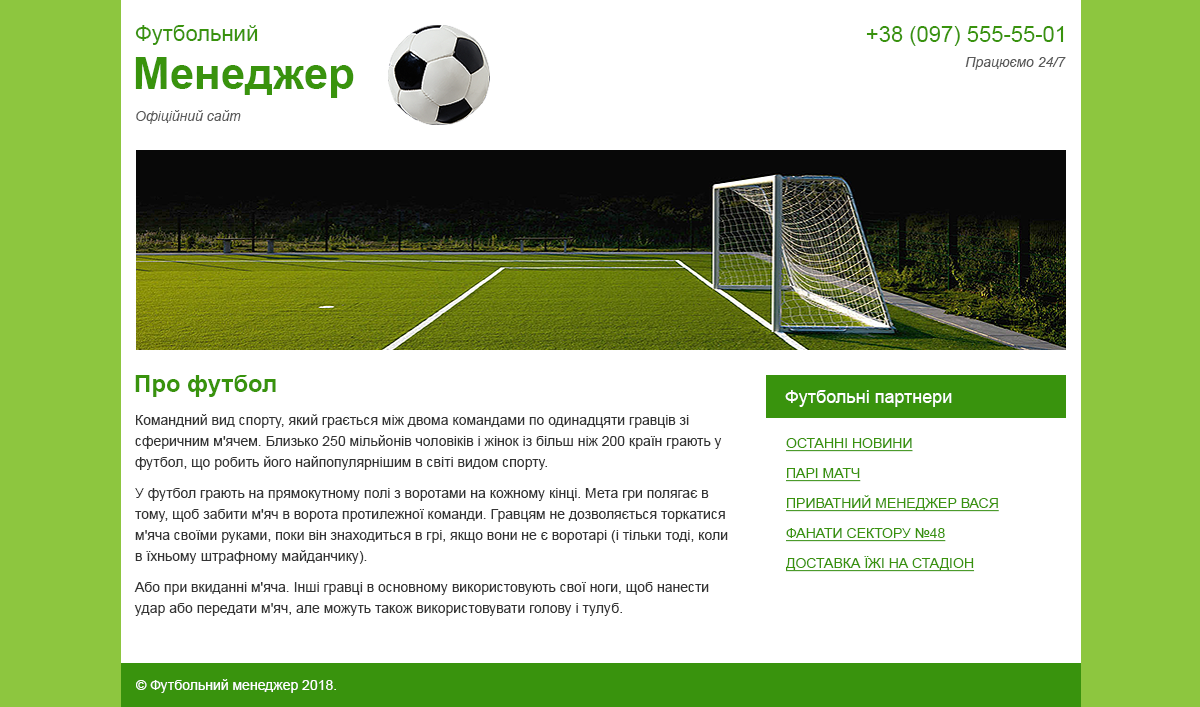 Футбольний
Менеджер
Офіційний сайт
+38 (097) 555-55-01
Працюємо 24/7
Про футбол
Командний вид спорту, який грається між двома командами по одинадцяти гравців зі
сферичним м'ячем. Близько 250 мільйонів чоловіків і жінок із більш ніж 200 країн грають у
футбол, що робить його найпопулярнішим в світі видом спорту.
У футбол грають на прямокутному полі з воротами на кожному кінці. Мета гри полягає в
тому, щоб забити м'яч в ворота протилежної команди. Гравцям не дозволяється торкатися
м'яча своїми руками, поки він знаходиться в грі, якщо вони не є воротарі (і тільки тоді, коли
в їхньому штрафному майданчику).
Або при вкиданні м'яча. Інші гравці в основному використовують свої ноги, щоб нанести
удар або передати м'яч, але можуть також використовувати голову і тулуб.
Футбольні партнери
ОСТАННІ НОВИНИ
ПАРІ МАТЧ
ПРИВАТНИЙ МЕНЕДЖЕР ВАСЯ
ФАНАТИ СЕКТОРУ №48
ДОСТАВКА ЇЖІ НА СТАДІОН
© Футбольний менеджер 2018.